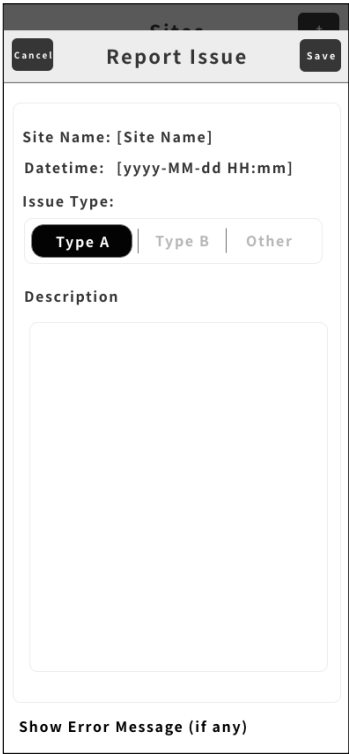 Sites
+
Cancel
Report Issue
Save
Site Name: [Site Name]
Datetime: [yyyy-MM-dd HH:mm]
Issue Type:
Type A
Type B
Other
Description
Show Error Message (if any)